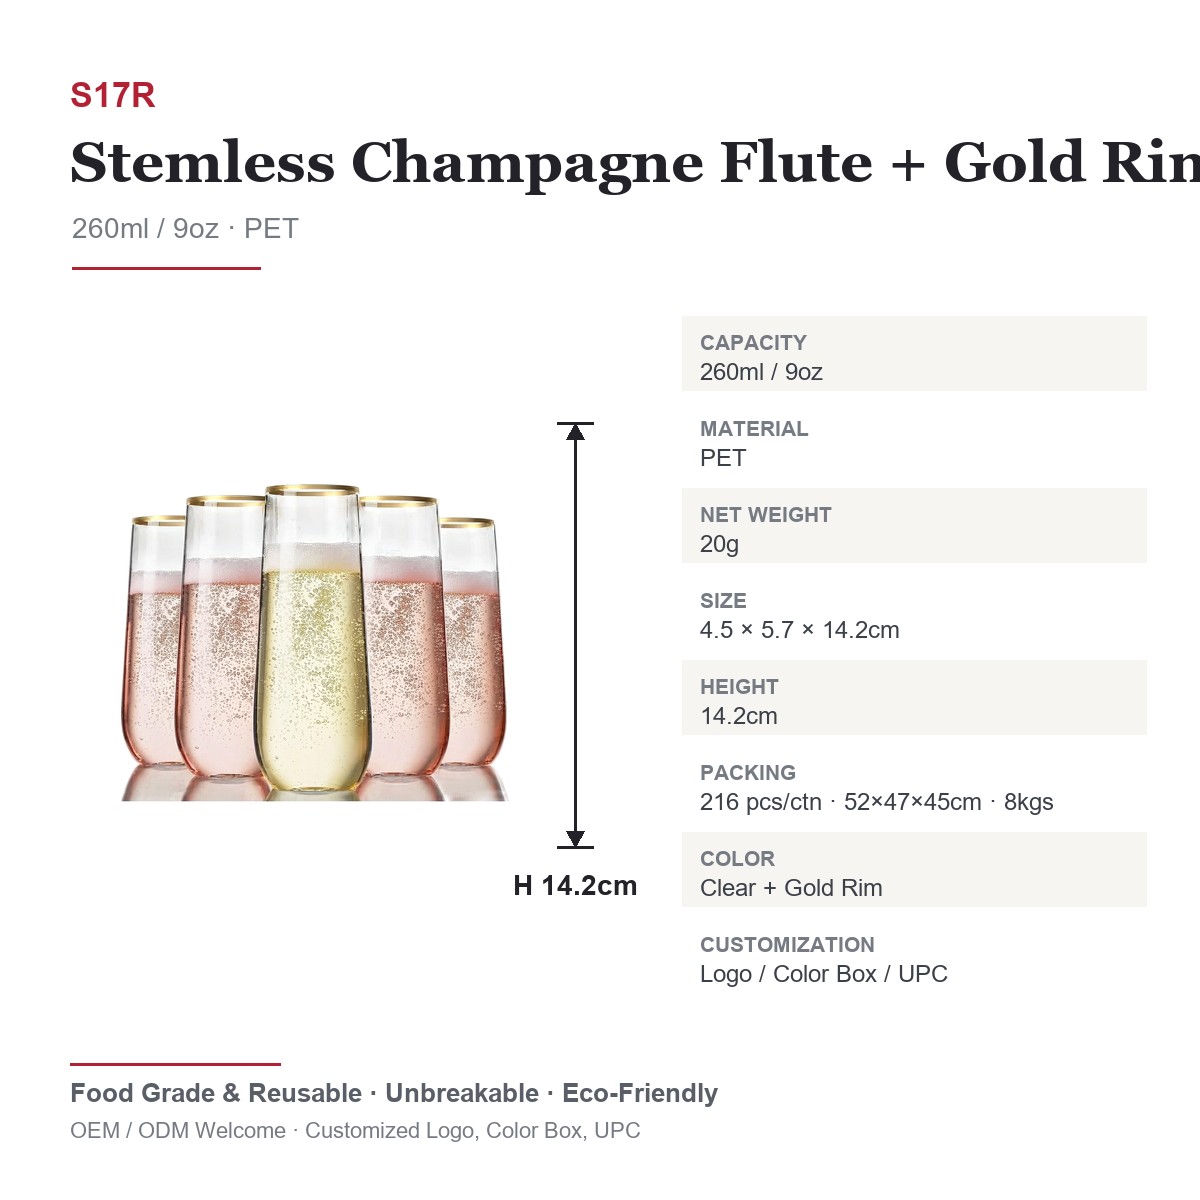 S17R
Stemless Champagne Flute + Gold Rim
260ml / 9oz · PET
CAPACITY
260ml / 9oz
MATERIAL
PET
NET WEIGHT
20g
SIZE
4.5 × 5.7 × 14.2cm
HEIGHT
14.2cm
PACKING
216 pcs/ctn · 52×47×45cm · 8kgs
COLOR
Clear + Gold Rim
CUSTOMIZATION
Logo / Color Box / UPC
H 14.2cm
Food Grade & Reusable · Unbreakable · Eco-Friendly
OEM / ODM Welcome · Customized Logo, Color Box, UPC